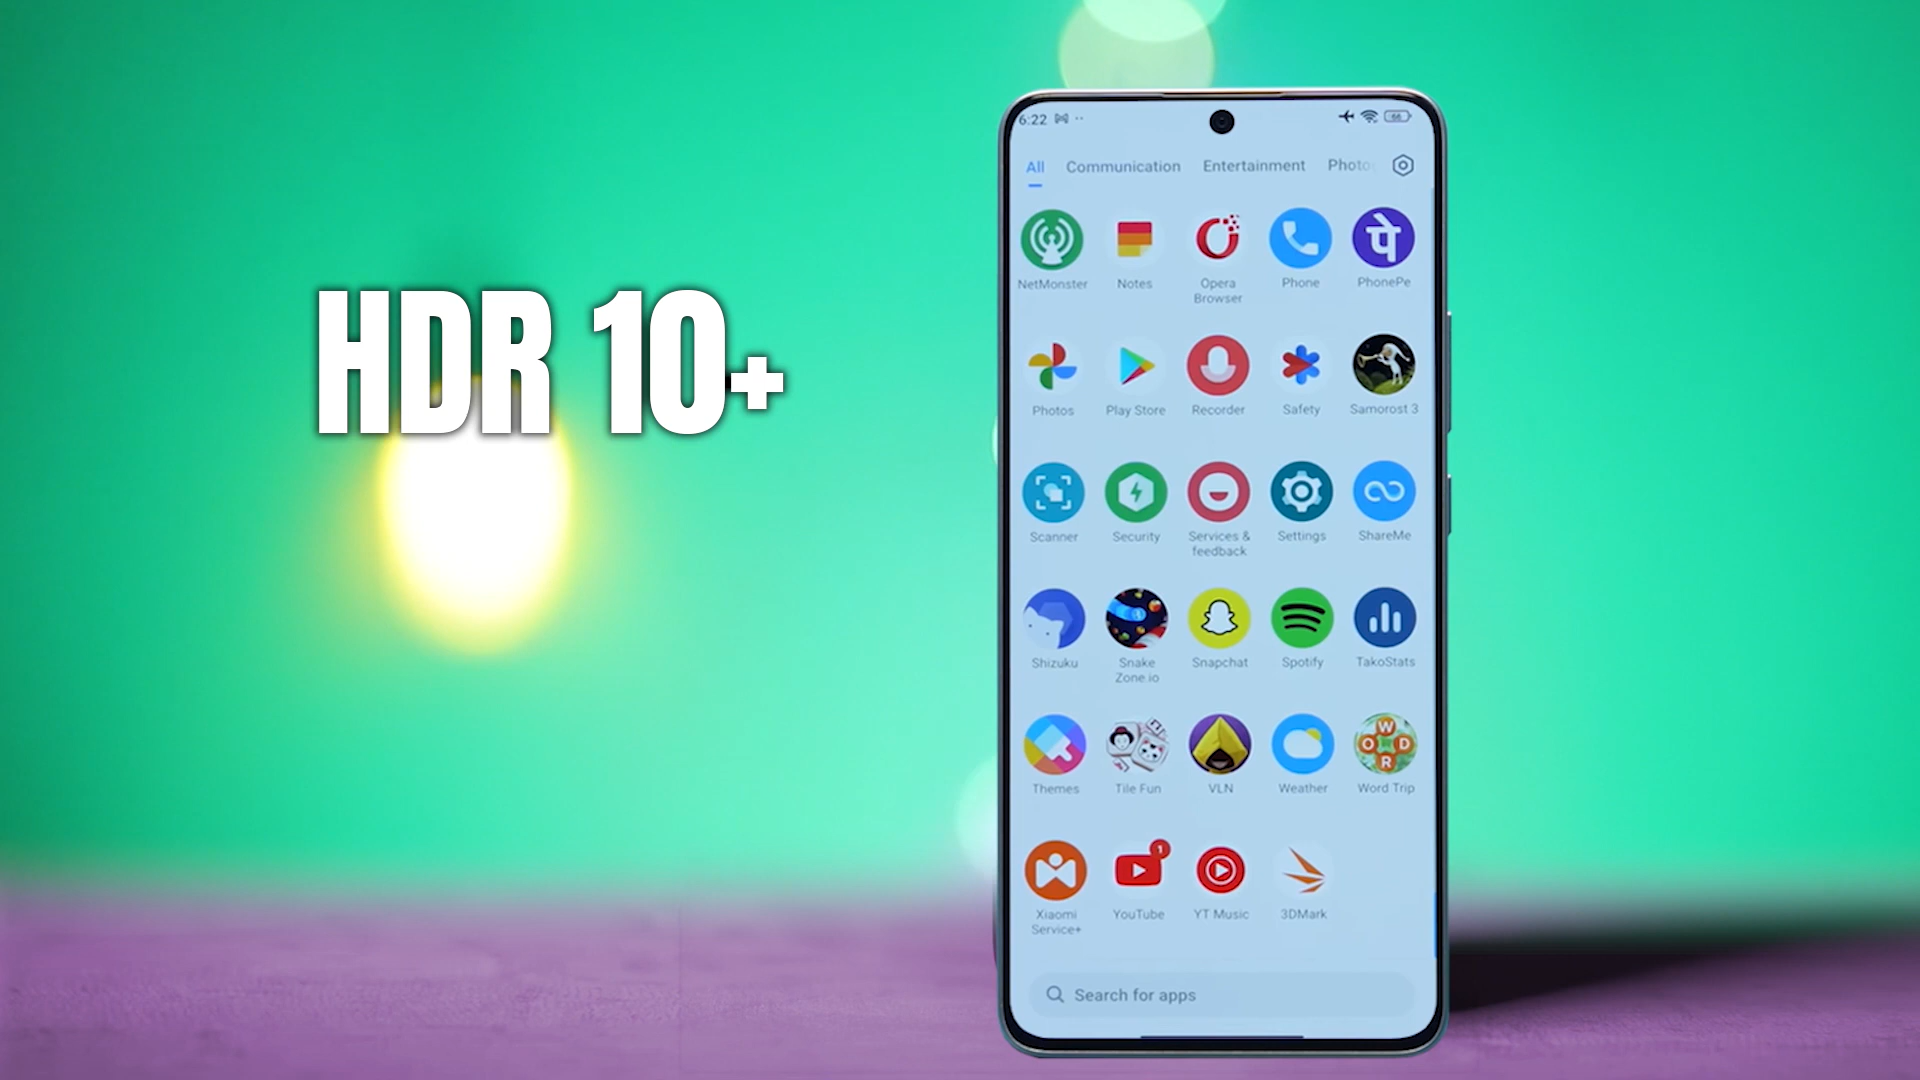 HDR 10+
6:22
68
All Communication Entertainment Photo
NetMonster Notes Opera Browser Phone पे PhonePe
Photos Play Store Recorder Safety Samorost 3
Scanner Security Services & feedback Settings ShareMe
Shizuku Snake Zone.io Snapchat Spotify TakoStats
W
O D
R
Themes Tile Fun VLN Weather Word Trip
1
Xiaomi Service+ YouTube YT Music 3DMark
Search for apps